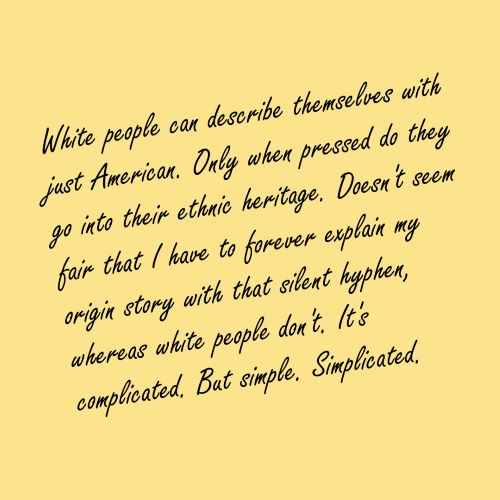 White people can describe themselves with
just American. Only when pressed do they
go into their ethnic heritage. Doesn't seem
fair that I have to forever explain my
origin story with that silent hyphen,
whereas white people don't. It's
complicated. But simple. Simplicated.